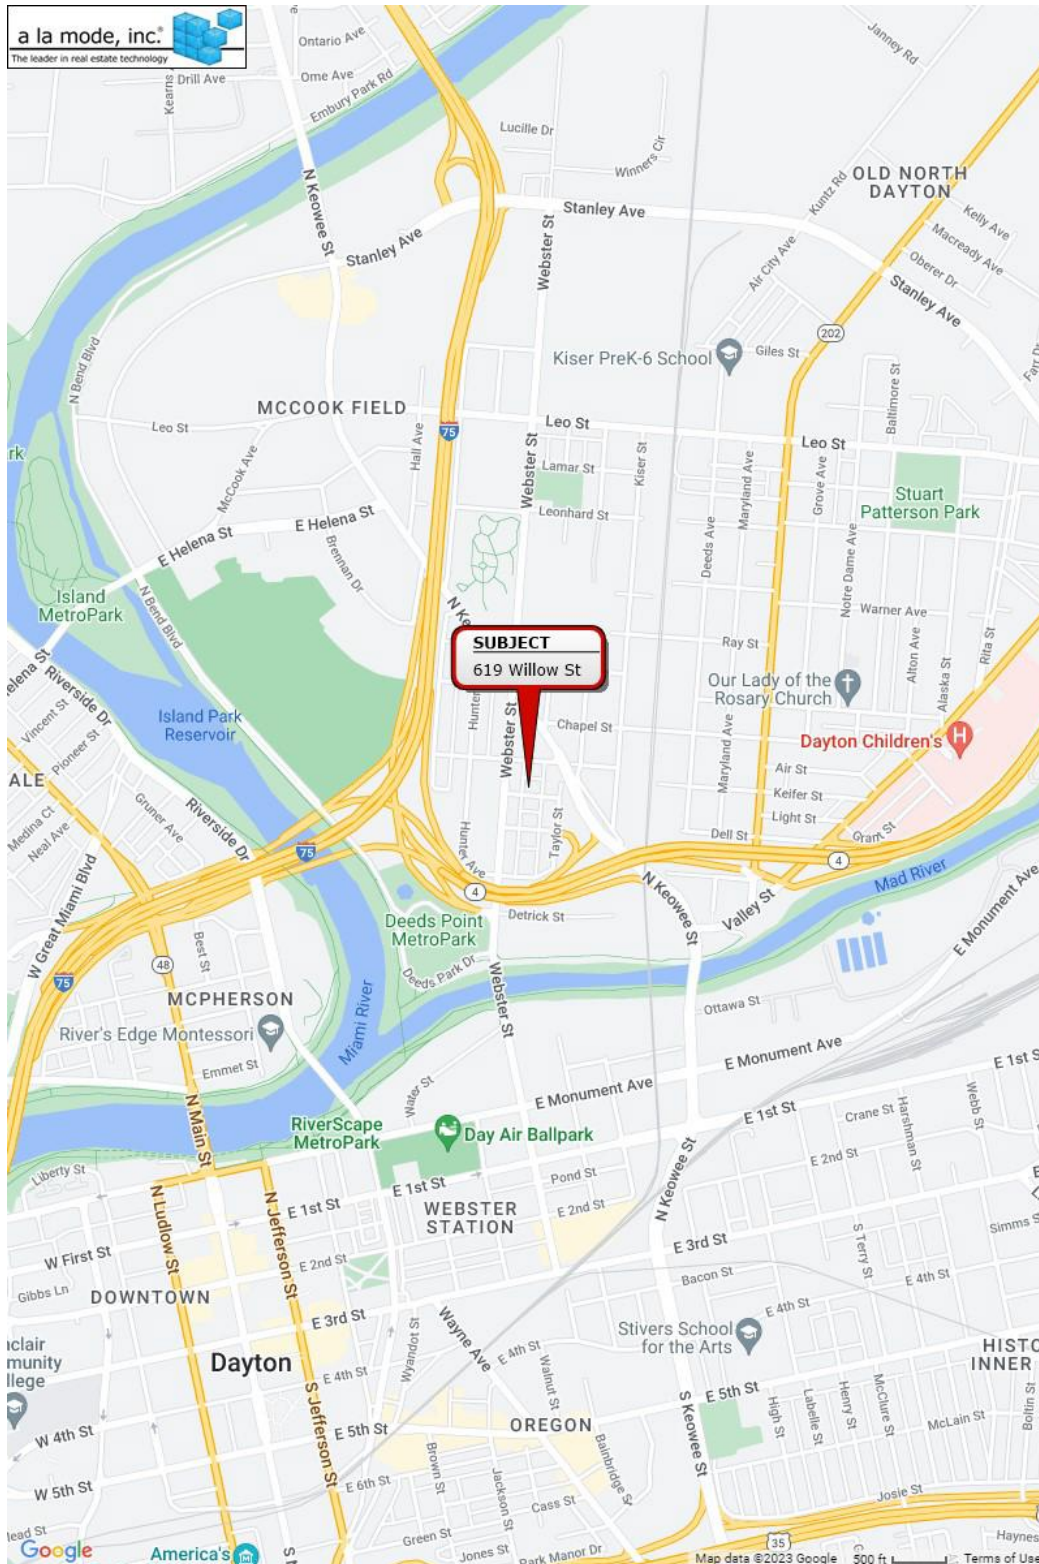 a la mode, inc.®
The leader in real estate technology
Ontario Ave
Drill Ave
Ome Ave
Kearns
Embury Park Rd
Janney Rd
Lucille Dr
Winners Cir
N Keowee St
Kuntz Rd
OLD NORTH
DAYTON
Stanley Ave
Stanley Ave
Webster St
Kelly Ave
Macready Ave
Oberer Dr
Air City Ave
Stanley Ave
202
N Bend Blvd
Kiser PreK-6 School
Giles St
Farr Dr
Baltimore St
MCCOOK FIELD
Leo St
75
Leo St
Leo St
Hall Ave
Webster St
Lamar St
Kiser St
McCook Ave
Maryland Ave
Grove Ave
Stuart
Patterson Park
E Helena St
E Helena St
Leonhard St
Brennan Dr
Deeds Ave
Notre Dame Ave
Island
MetroPark
N Bend Blvd
Warner Ave
N Ke
SUBJECT
619 Willow St
Ray St
Alton Ave
Alaska St
Rita St
elena St
Riverside Dr
Our Lady of the
Rosary Church
Vincent St
Pioneer St
Island Park
Reservoir
Hunter
Webster St
Chapel St
Maryland Ave
Dayton Children's
H
ALE
Air St
Keifer St
Light St
Grant St
Medina Ct
Neal Ave
Gruner Ave
Riverside Dr
Hunter Ave
Taylor St
Dell St
75
4
4
Mad River
W Great Miami Blvd
N Keowee St
Valley St
E Monument Ave
Detrick St
Deeds Point
MetroPark
Best St
48
75
Deeds Park Dr
Webster St
MCPHERSON
Ottawa St
River's Edge Montessori
Miami River
Emmet St
E Monument Ave
E 1st S
Water St
E Monument Ave
N Main St
RiverScape
MetroPark
Day Air Ballpark
E 1st St
Crane St
Harshman St
Webb St
Liberty St
E 2nd St
N Keowee St
Pond St
E 1st St
E 1st St
WEBSTER
STATION
E 2nd St
N Ludlow St
N Jefferson St
S Terry St
Simms S
W First St
E 2nd St
E 3rd St
Gibbs Ln
Bacon St
E 4th St
DOWNTOWN
E 3rd St
Wayne Ave
E 4th St
Wyandot St
Stivers School
for the Arts
nclair
munity
llege
Dayton
E 4th St
E 4th St
Walnut St
HISTO
INNER
S Jefferson St
E 5th St
S Keowee St
High St
Labelle St
Henry St
McClure St
Boltin St
OREGON
McLain St
W 4th St
E 5th St
Brown St
Bainbridge St
W 5th St
E 6th St
Jackson St
Cass St
Josie St
lead St
Green St
35
Haynes
Google
America's
S M
Jones St
Park Manor Dr
Map data ©2023 Google
500 ft
Terms of Use